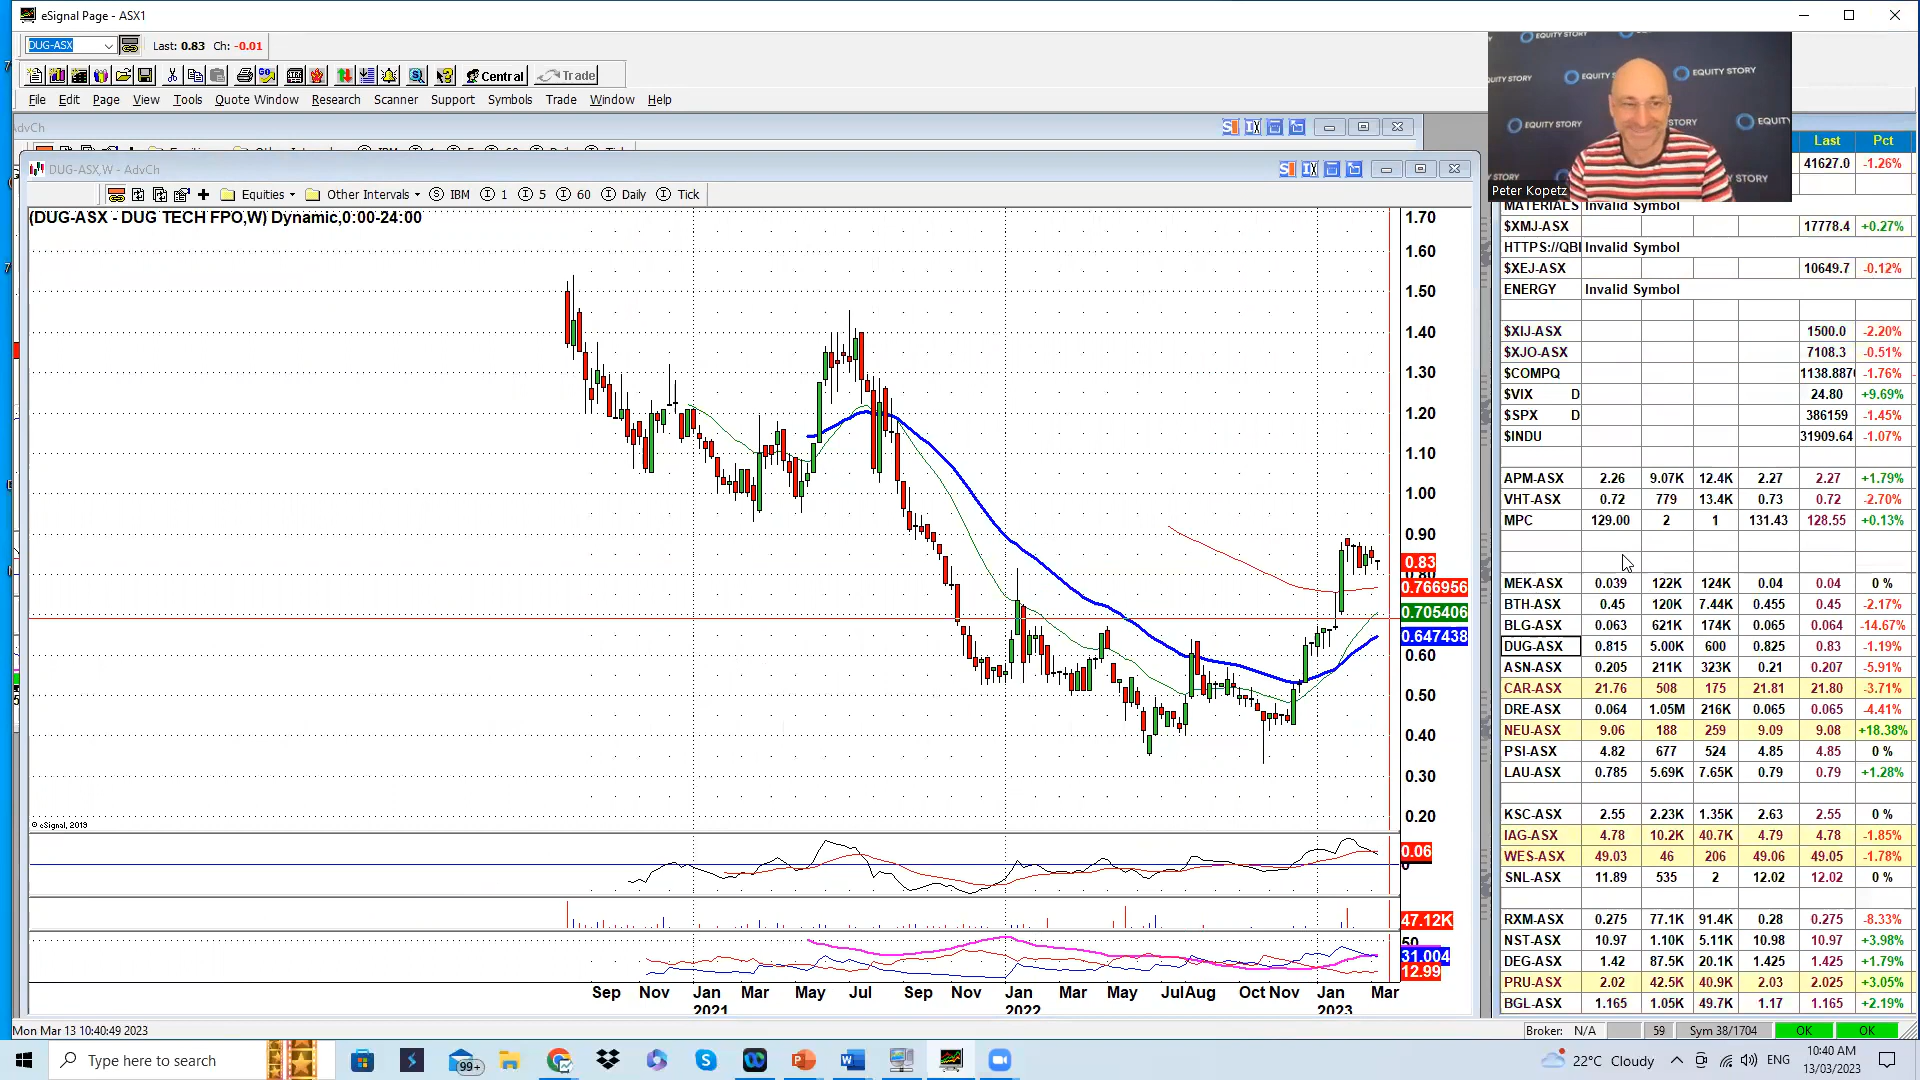 eSignal Page - ASX1
DUG-ASX Last: 0.83 Ch: -0.01
Central Trade
File Edit Page View Tools Quote Window Research Scanner Support Symbols Trade Window Help
EQUITY STORY
EQUITY STORY
Peter Kopetz
DUG-ASX,W - AdvCh
Equities Other Intervals IBM 1 5 60 Daily Tick
(DUG-ASX - DUG TECH FPO,W) Dynamic,0:00-24:00
1.70
1.60
1.50
1.40
1.30
1.20
1.10
1.00
0.90
0.83
0.80
0.766956
0.705406
0.647438
0.60
0.50
0.40
0.30
0.20
© eSignal, 2019
0.06
0
47.12K
50
31.004
12.99
Sep Nov Jan Mar May Jul Sep Nov Jan Mar May Jul Aug Oct Nov Jan Mar
2021 2022 2023
Last Pct
41627.0 -1.26%
MATERIALS Invalid Symbol
$XMJ-ASX 17778.4 +0.27%
HTTPS://QBI Invalid Symbol
$XEJ-ASX 10649.7 -0.12%
ENERGY Invalid Symbol
$XIJ-ASX 1500.0 -2.20%
$XJO-ASX 7108.3 -0.51%
$COMPQ 1138.887 -1.76%
$VIX D 24.80 +9.69%
$SPX D 386159 -1.45%
$INDU 31909.64 -1.07%
APM-ASX 2.26 9.07K 12.4K 2.27 2.27 +1.79%
VHT-ASX 0.72 779 13.4K 0.73 0.72 -2.70%
MPC 129.00 2 1 131.43 128.55 +0.13%
MEK-ASX 0.039 122K 124K 0.04 0.04 0 %
BTH-ASX 0.45 120K 7.44K 0.455 0.45 -2.17%
BLG-ASX 0.063 621K 174K 0.065 0.064 -14.67%
DUG-ASX 0.815 5.00K 600 0.825 0.83 -1.19%
ASN-ASX 0.205 211K 323K 0.21 0.207 -5.91%
CAR-ASX 21.76 508 175 21.81 21.80 -3.71%
DRE-ASX 0.064 1.05M 216K 0.065 0.065 -4.41%
NEU-ASX 9.06 188 259 9.09 9.08 +18.38%
PSI-ASX 4.82 677 524 4.85 4.85 0 %
LAU-ASX 0.785 5.69K 7.65K 0.79 0.79 +1.28%
KSC-ASX 2.55 2.23K 1.35K 2.63 2.55 0 %
IAG-ASX 4.78 10.2K 40.7K 4.79 4.78 -1.85%
WES-ASX 49.03 46 206 49.06 49.05 -1.78%
SNL-ASX 11.89 535 2 12.02 12.02 0 %
RXM-ASX 0.275 77.1K 91.4K 0.28 0.275 -8.33%
NST-ASX 10.97 1.10K 5.11K 10.98 10.97 +3.98%
DEG-ASX 1.42 87.5K 20.1K 1.425 1.425 +1.79%
PRU-ASX 2.02 42.5K 40.9K 2.03 2.025 +3.05%
BGL-ASX 1.165 1.05K 49.7K 1.17 1.165 +2.19%
Mon Mar 13 10:40:49 2023
Broker: N/A 59 Sym 38/1704 OK OK
Type here to search
99+
22°C Cloudy ENG 10:40 AM
13/03/2023